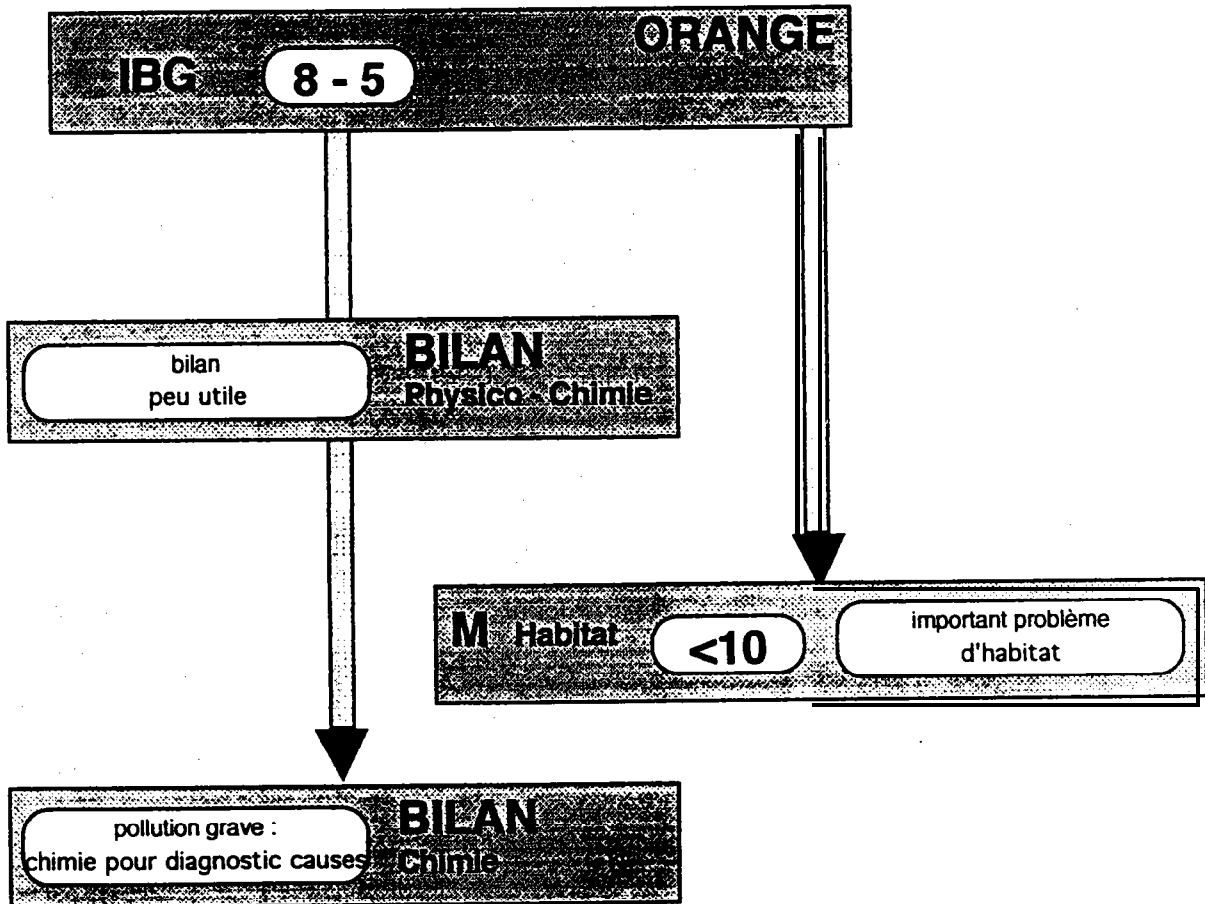 ORANGE
IBG 8 - 5
bilan
peu utile
BILAN
Physico - Chimie
M Habitat <10
important problème
d'habitat
pollution grave :
chimie pour diagnostic causes
BILAN
Chimie